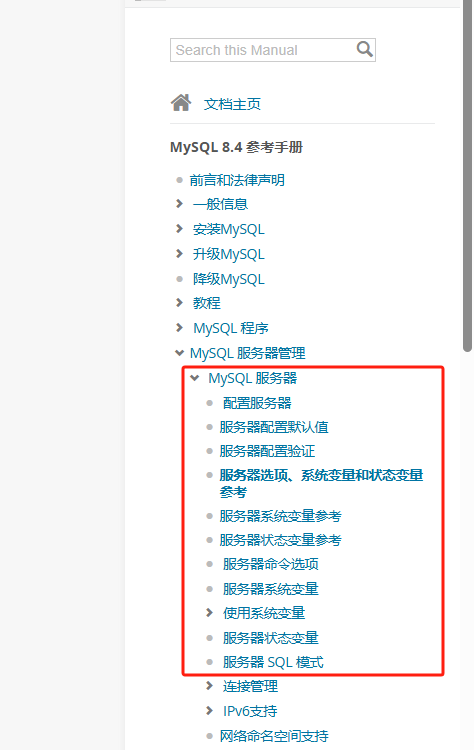 Search this Manual
文档主页
MySQL 8.4 参考手册
前言和法律声明
一般信息
安装MySQL
升级MySQL
降级MySQL
教程
MySQL 程序
MySQL 服务器管理
MySQL 服务器
配置服务器
服务器配置默认值
服务器配置验证
服务器选项、系统变量和状态变量
参考
服务器系统变量参考
服务器状态变量参考
服务器命令选项
服务器系统变量
使用系统变量
服务器状态变量
服务器 SQL 模式
连接管理
IPv6支持
网络命名空间支持